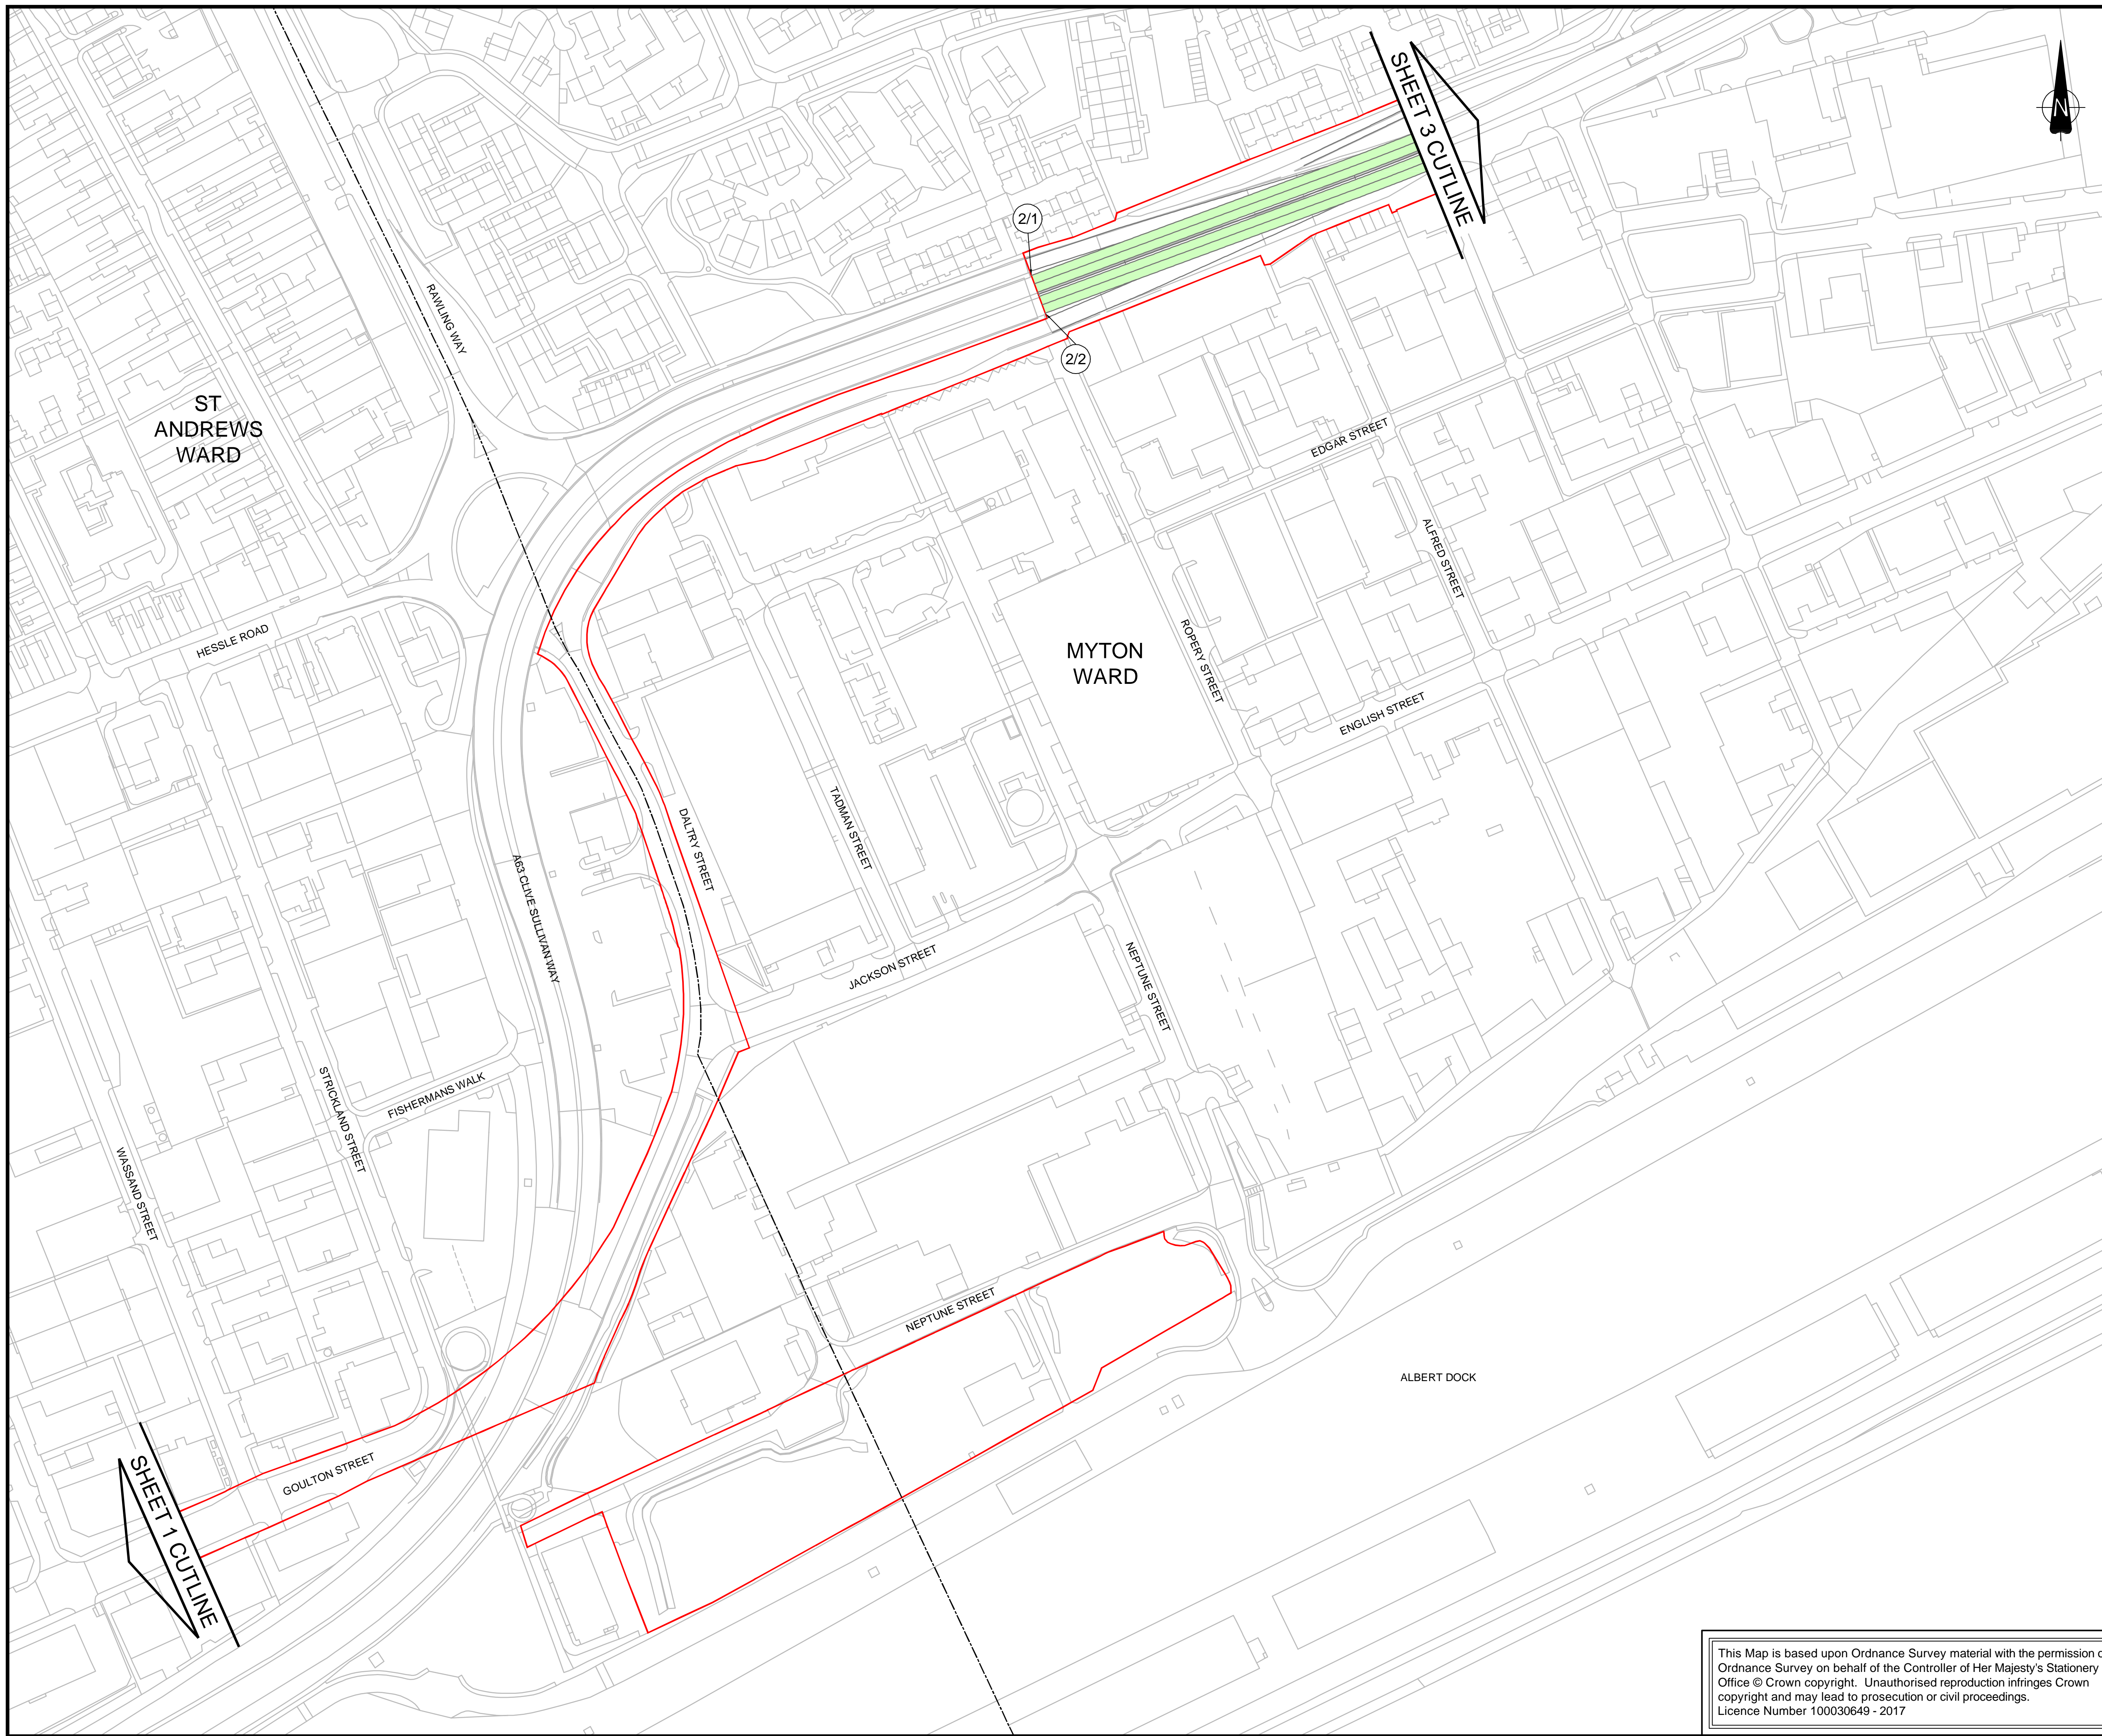 SHEET 3 CUTLINE
N
2/1
2/2
RAWLING WAY
ST
ANDREWS
WARD
EDGAR STREET
ALFRED STREET
HESSLE ROAD
MYTON
WARD
ROPERY STREET
ENGLISH STREET
TADMAN STREET
DALTRY STREET
A63 CLIVE SULLIVAN WAY
JACKSON STREET
NEPTUNE STREET
STRICKLAND STREET
FISHERMANS WALK
WASSAND STREET
NEPTUNE STREET
ALBERT DOCK
GOULTON STREET
SHEET 1 CUTLINE
This Map is based upon Ordnance Survey material with the permission
Ordnance Survey on behalf of the Controller of Her Majesty's Stationery
Office © Crown copyright. Unauthorised reproduction infringes Crown
copyright and may lead to prosecution or civil proceedings.
Licence Number 100030649 - 2017